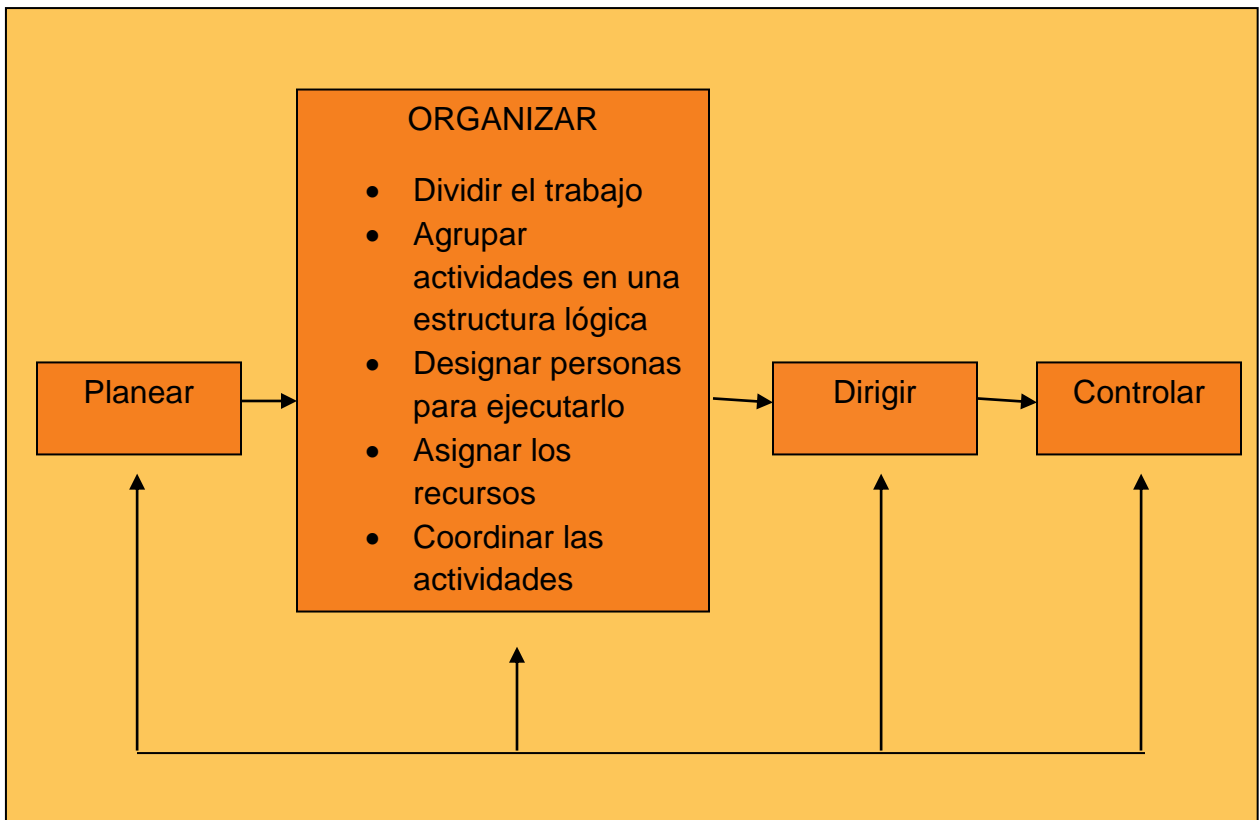 ORGANIZAR
• Dividir el trabajo
• Agrupar
actividades en una
estructura lógica
• Designar personas
para ejecutarlo
• Asignar los
recursos
• Coordinar las
actividades
Planear
Dirigir
Controlar